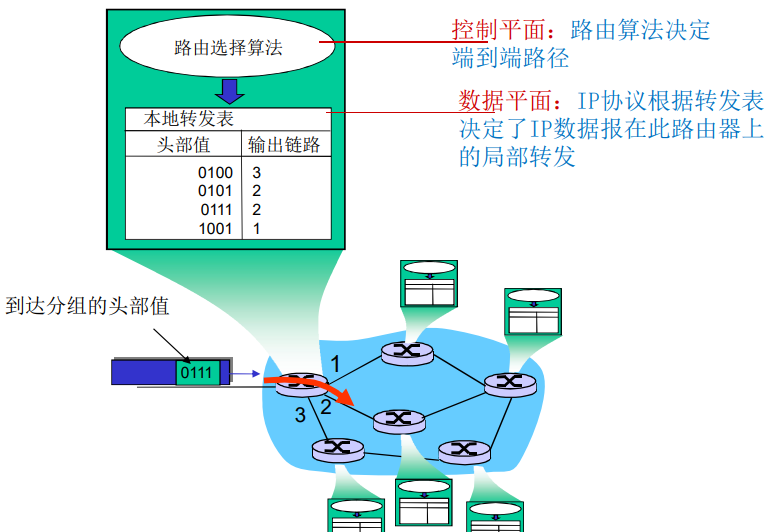 路由选择算法
控制平面：路由算法决定
端到端路径
本地转发表
头部值 输出链路
0100 3
0101 2
0111 2
1001 1
数据平面：IP协议根据转发表
决定了IP数据报在此路由器上
的局部转发
到达分组的头部值
0111
1
2
3